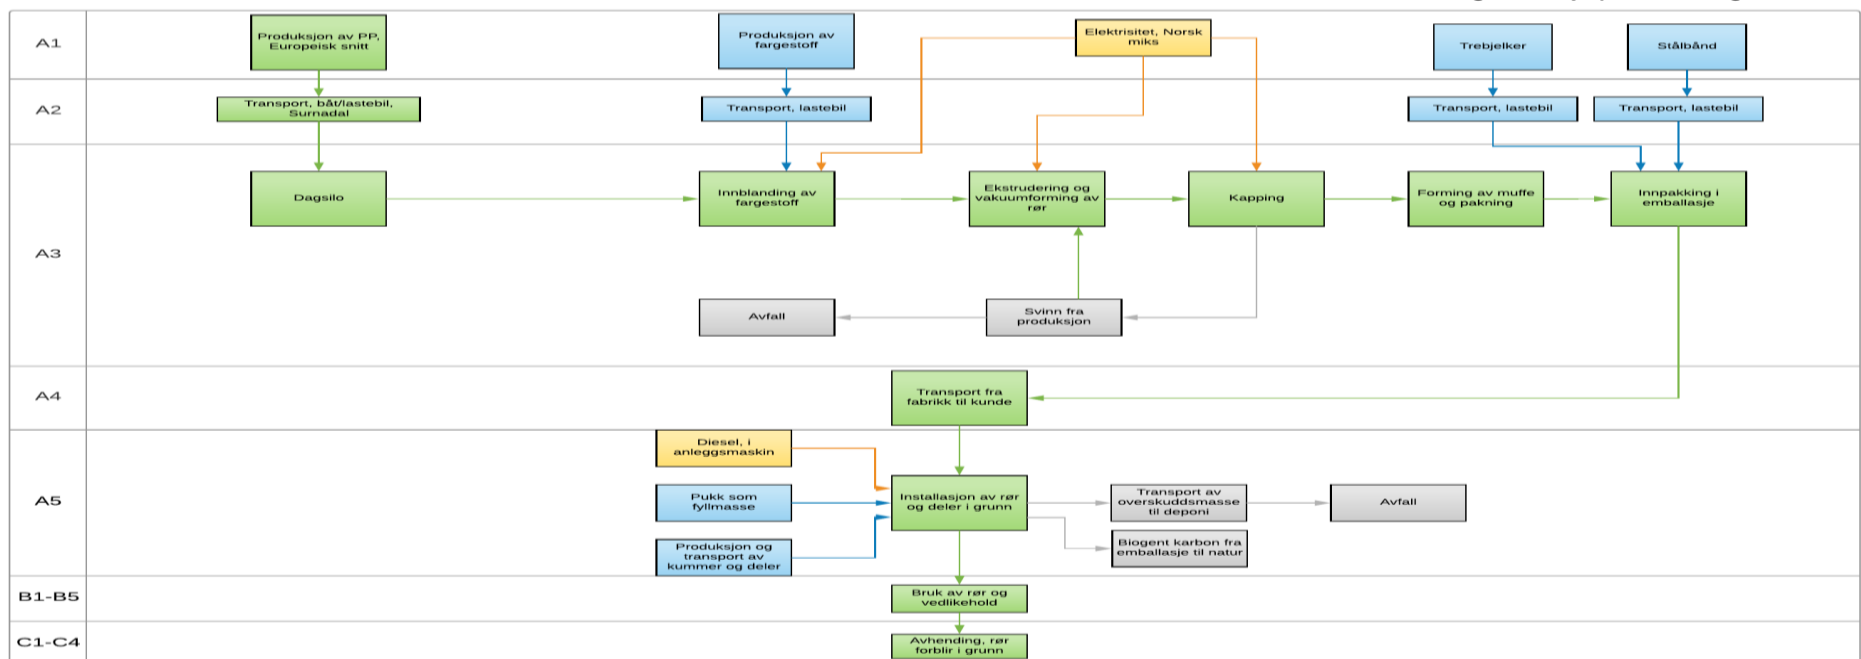 A1
Produksjon av PP,
Europeisk snitt
Produksjon av
fargestoff
Elektrisitet, Norsk
miks
Trebjelker
Stålbånd
A2
Transport, båt/lastebil,
Surnadal
Transport, lastebil
Transport, lastebil
Transport, lastebil
A3
Dagsilo
Innblanding av
fargestoff
Ekstrudering og
vakuumforming av
rør
Kapping
Forming av muffe
og pakning
Innpakking i
emballasje
Avfall
Svinn fra
produksjon
A4
Transport fra
fabrikk til kunde
A5
Diesel, i
anleggsmaskin
Pukk som
fyllmasse
Produksjon og
transport av
kummer og deler
Installasjon av rør
og deler i grunn
Transport av
overskuddsmasse
til deponi
Avfall
Biogent karbon fra
emballasje til natur
B1-B5
Bruk av rør og
vedlikehold
C1-C4
Avhending, rør
forblir i grunn